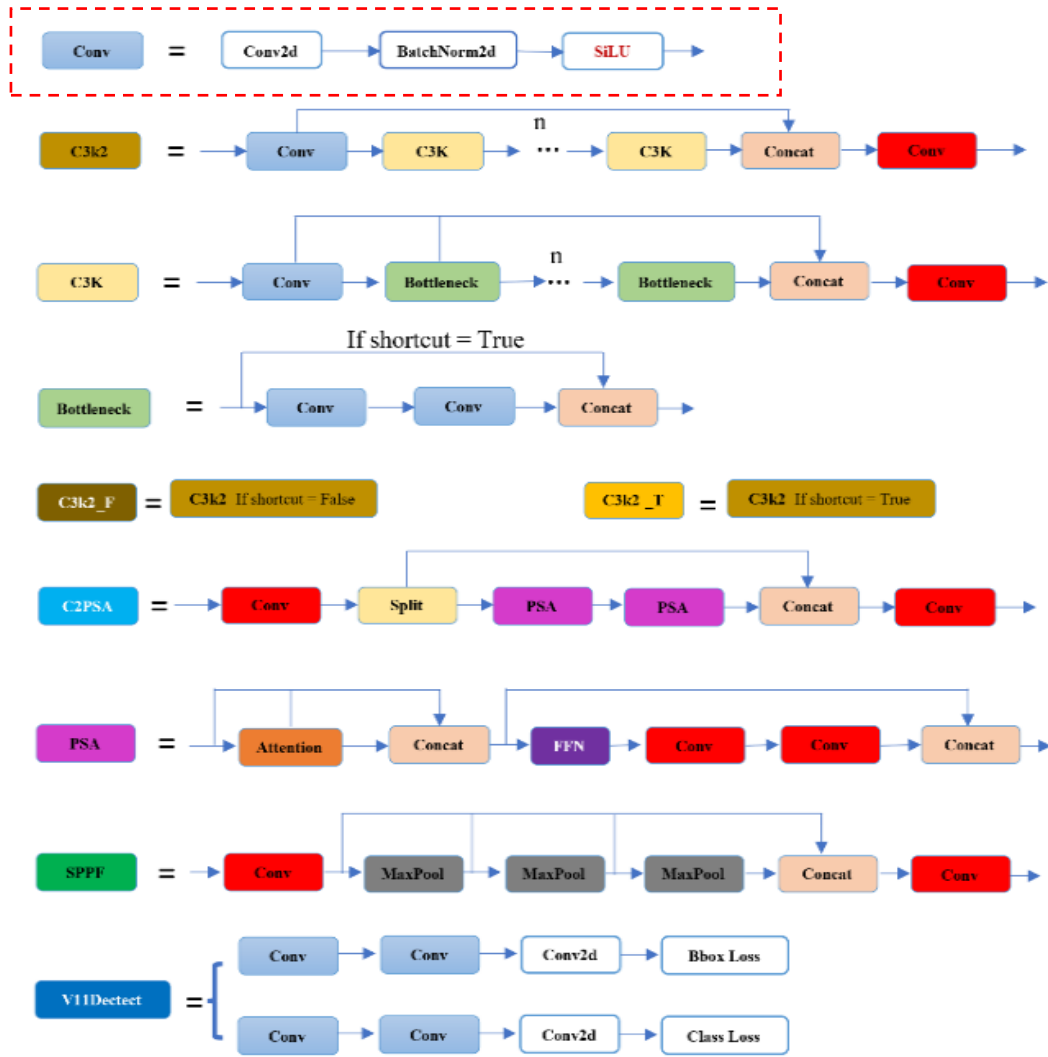 Conv = Conv2d BatchNorm2d SiLU
n
C3k2 = Conv C3K ... C3K Concat Conv
n
C3K = Conv Bottleneck ... Bottleneck Concat Conv
If shortcut = True
Bottleneck = Conv Conv Concat
C3k2_F = C3k2 If shortcut = False C3k2 _T = C3k2 If shortcut = True
C2PSA = Conv Split PSA PSA Concat Conv
PSA = Attention Concat FFN Conv Conv Concat
SPPF = Conv MaxPool MaxPool MaxPool Concat Conv
Conv Conv Conv2d Bbox Loss
V11Dectect =
Conv Conv Conv2d Class Loss